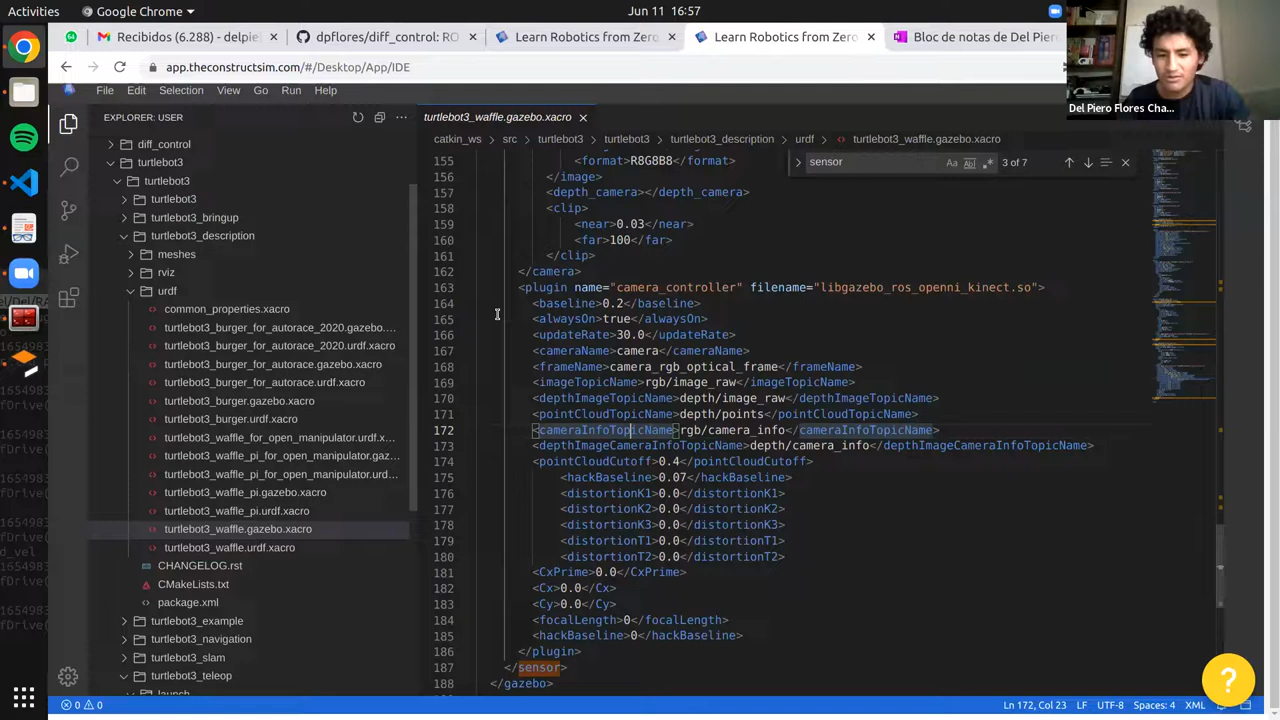 Activities
Google Chrome
Jun 11 16:57
Recibidos (6.288) - delpie
dpflores/diff_control: RO
Learn Robotics from Zero
Learn Robotics from Zero
Bloc de notas de Del Pier
app.theconstructsim.com/#/Desktop/App/IDE
Del Piero Flores Cha...
File Edit Selection View Go Run Help
EXPLORER: USER
turtlebot3_waffle.gazebo.xacro
catkin_ws > src > turtlebot3 > turtlebot3 > turtlebot3_description > urdf > turtlebot3_waffle.gazebo.xacro
sensor
Aa Abl
3 of 7
diff_control
turtlebot3
turtlebot3
turtlebot3
turtlebot3_bringup
turtlebot3_description
meshes
rviz
urdf
common_properties.xacro
turtlebot3_burger_for_autorace_2020.gazebo...
turtlebot3_burger_for_autorace_2020.urdf.xacro
turtlebot3_burger_for_autorace.gazebo.xacro
turtlebot3_burger_for_autorace.urdf.xacro
turtlebot3_burger.gazebo.xacro
turtlebot3_burger.urdf.xacro
turtlebot3_waffle_for_open_manipulator.urdf.x...
turtlebot3_waffle_pi_for_open_manipulator.gaz...
turtlebot3_waffle_pi_for_open_manipulator.urd...
turtlebot3_waffle_pi.gazebo.xacro
turtlebot3_waffle_pi.urdf.xacro
turtlebot3_waffle.gazebo.xacro
turtlebot3_waffle.urdf.xacro
CHANGELOG.rst
CMakeLists.txt
package.xml
turtlebot3_example
turtlebot3_navigation
turtlebot3_slam
turtlebot3_teleop
launch
155 <format>R8G8B8</format>
156 </image>
157 <depth_camera></depth_camera>
158 <clip>
159 <near>0.03</near>
160 <far>100</far>
161 </clip>
162 </camera>
163 <plugin name="camera_controller" filename="libgazebo_ros_openni_kinect.so">
164 <baseline>0.2</baseline>
165 <alwaysOn>true</alwaysOn>
166 <updateRate>30.0</updateRate>
167 <cameraName>camera</cameraName>
168 <frameName>camera_rgb_optical_frame</frameName>
169 <imageTopicName>rgb/image_raw</imageTopicName>
170 <depthImageTopicName>depth/image_raw</depthImageTopicName>
171 <pointCloudTopicName>depth/points</pointCloudTopicName>
172 <cameraInfoTopicName>rgb/camera_info</cameraInfoTopicName>
173 <depthImageCameraInfoTopicName>depth/camera_info</depthImageCameraInfoTopicName>
174 <pointCloudCutoff>0.4</pointCloudCutoff>
175 <hackBaseline>0.07</hackBaseline>
176 <distortionK1>0.0</distortionK1>
177 <distortionK2>0.0</distortionK2>
178 <distortionK3>0.0</distortionK3>
179 <distortionT1>0.0</distortionT1>
180 <distortionT2>0.0</distortionT2>
181 <CxPrime>0.0</CxPrime>
182 <Cx>0.0</Cx>
183 <Cy>0.0</Cy>
184 <focalLength>0</focalLength>
185 <hackBaseline>0</hackBaseline>
186 </plugin>
187 </sensor>
188 </gazebo>
?
0 0
Ln 172, Col 23 LF UTF-8 Spaces: 4 XML